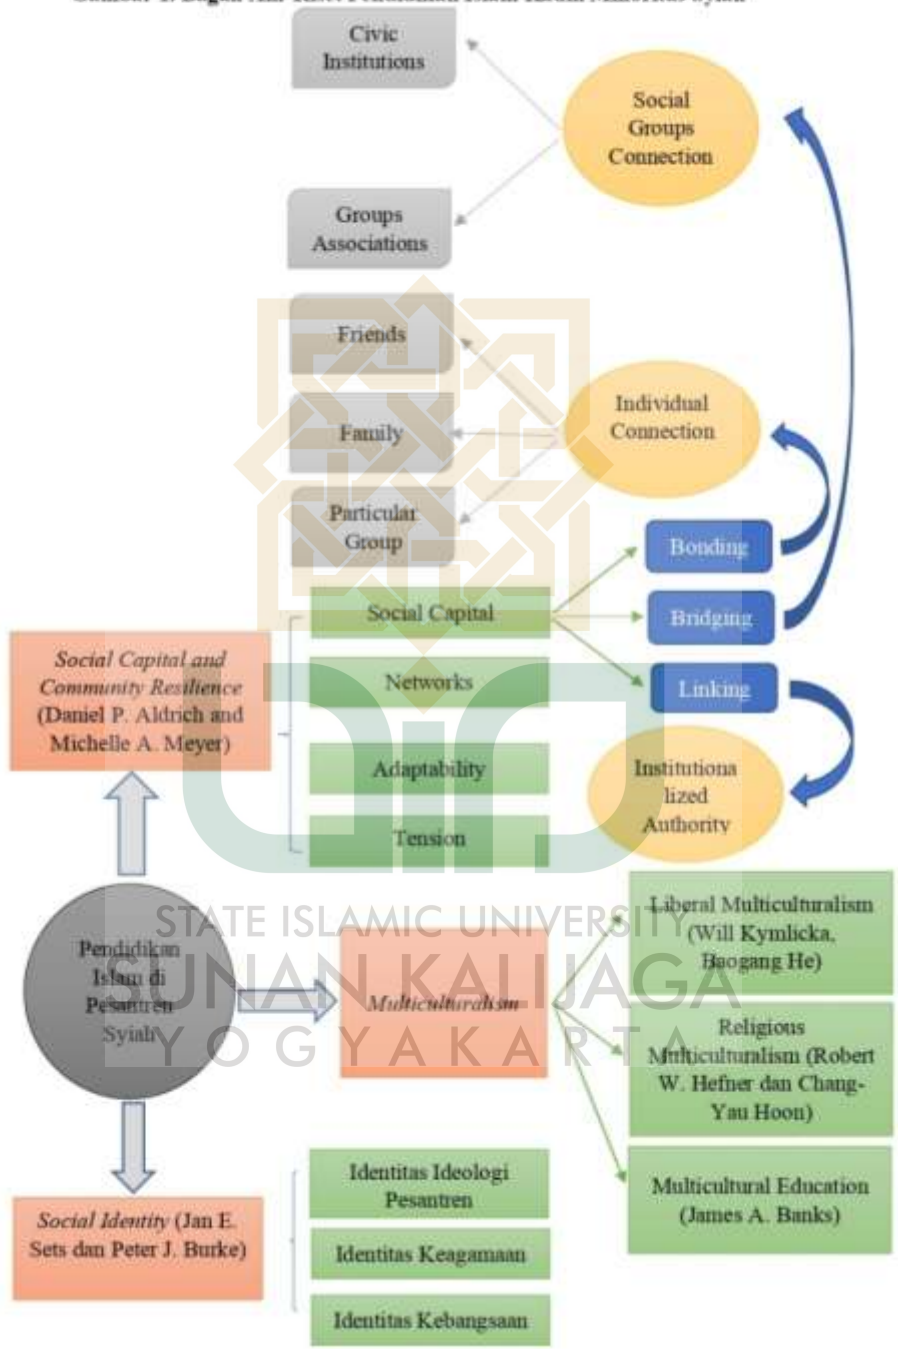 Civic
Institutions
Social
Groups
Connection
Groups
Associations
Friends
Individual
Connection
Family
Particular
Group
Bonding
Social Capital
Bridging
Social Capital and
Community Resilience
(Daniel P. Aldrich and
Michelle A. Meyer)
Networks
Linking
Adaptability
Institutiona
lized
Authority
Tension
STATE ISLAMIC UNIVERSITY
SUNAN KALIJAGA
YOGYAKARTA
Pendidikan
Islam di
Pesantren
Syiah
Multiculturalism
Liberal Multiculturalism
(Will Kymlicka,
Baogang He)
Religious
Multiculturalism (Robert
W. Hefner dan Chang-
Yau Hoon)
Multicultural Education
(James A. Banks)
Social Identity (Jan E.
Sets dan Peter J. Burke)
Identitas Ideologi
Pesantren
Identitas Keagamaan
Identitas Kebangsaan